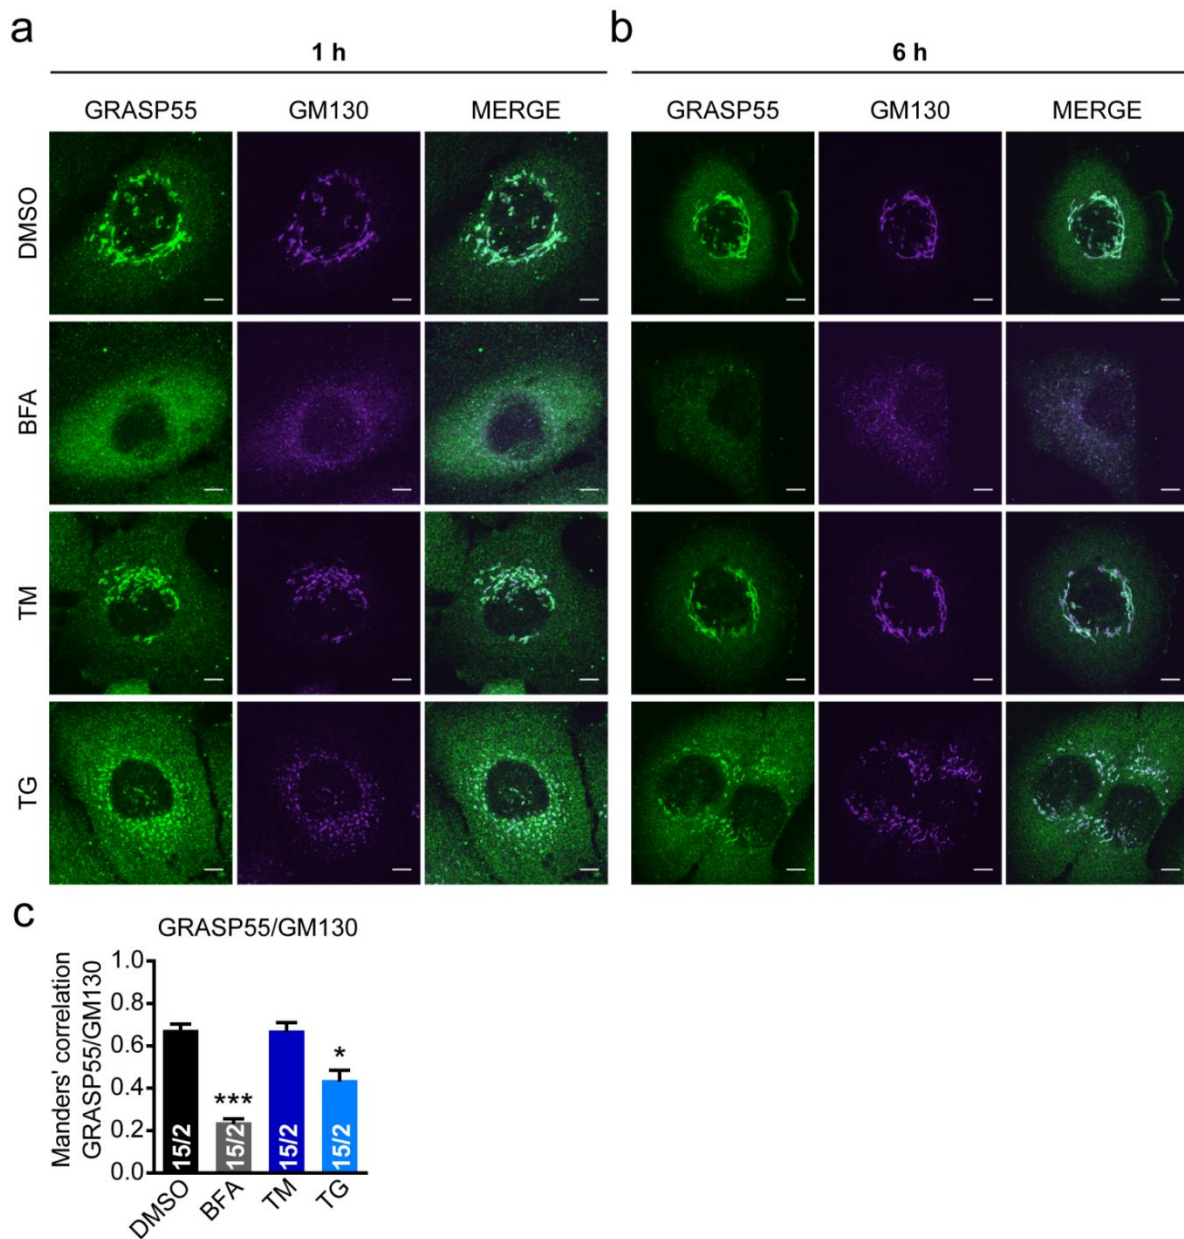 a
1 h
GRASP55 GM130 MERGE
b
6 h
GRASP55 GM130 MERGE
DMSO
BFA
TM
TG
c
GRASP55/GM130
Manders' correlation
GRASP55/GM130
1.0
0.8
0.6
0.4
0.2
0.0
***
*
15/2 15/2 15/2 15/2
DMSO BFA TM TG